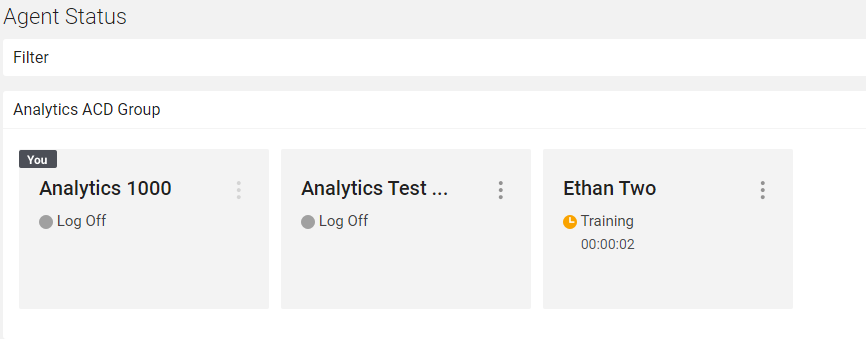 Agent Status
Filter
Analytics ACD Group
You
Analytics 1000
Log Off
Analytics Test ...
Log Off
Ethan Two
Training
00:00:02